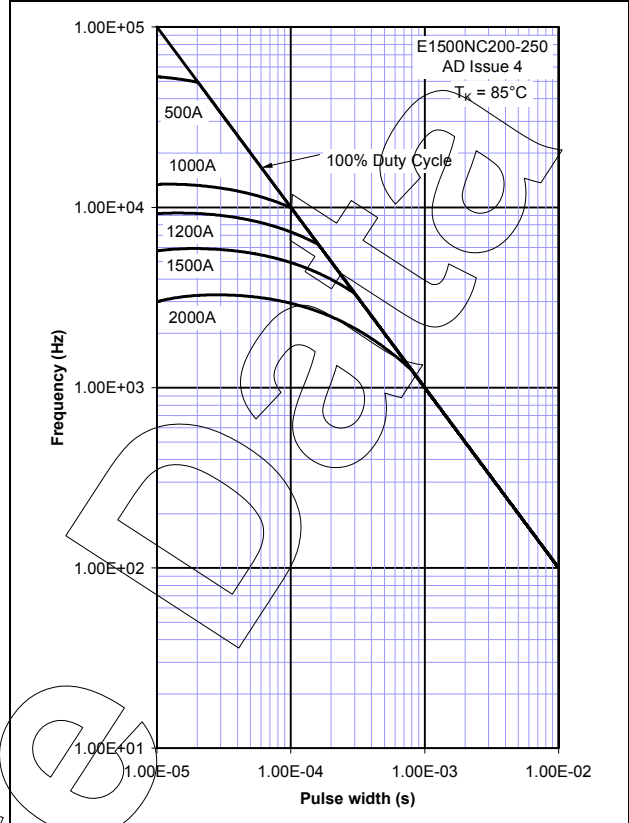 1.00E+05
E1500NC200-250
AD Issue 4
TK = 85°C
500A
100% Duty Cycle
1000A
1.00E+04
1200A
1500A
2000A
Frequency (Hz)
1.00E+03
1.00E+02
1.00E+01
1.00E-05 1.00E-04 1.00E-03 1.00E-02
Pulse width (s)